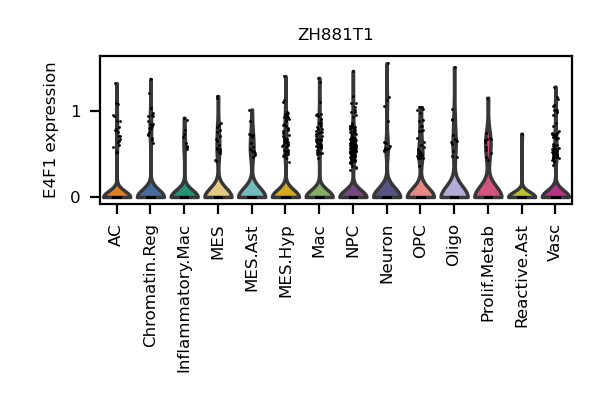 ZH881T1
E4F1 expression
1
0
AC
Chromatin.Reg
Inflammatory.Mac
MES
MES.Ast
MES.Hyp
Mac
NPC
Neuron
OPC
Oligo
Prolif.Metab
Reactive.Ast
Vasc